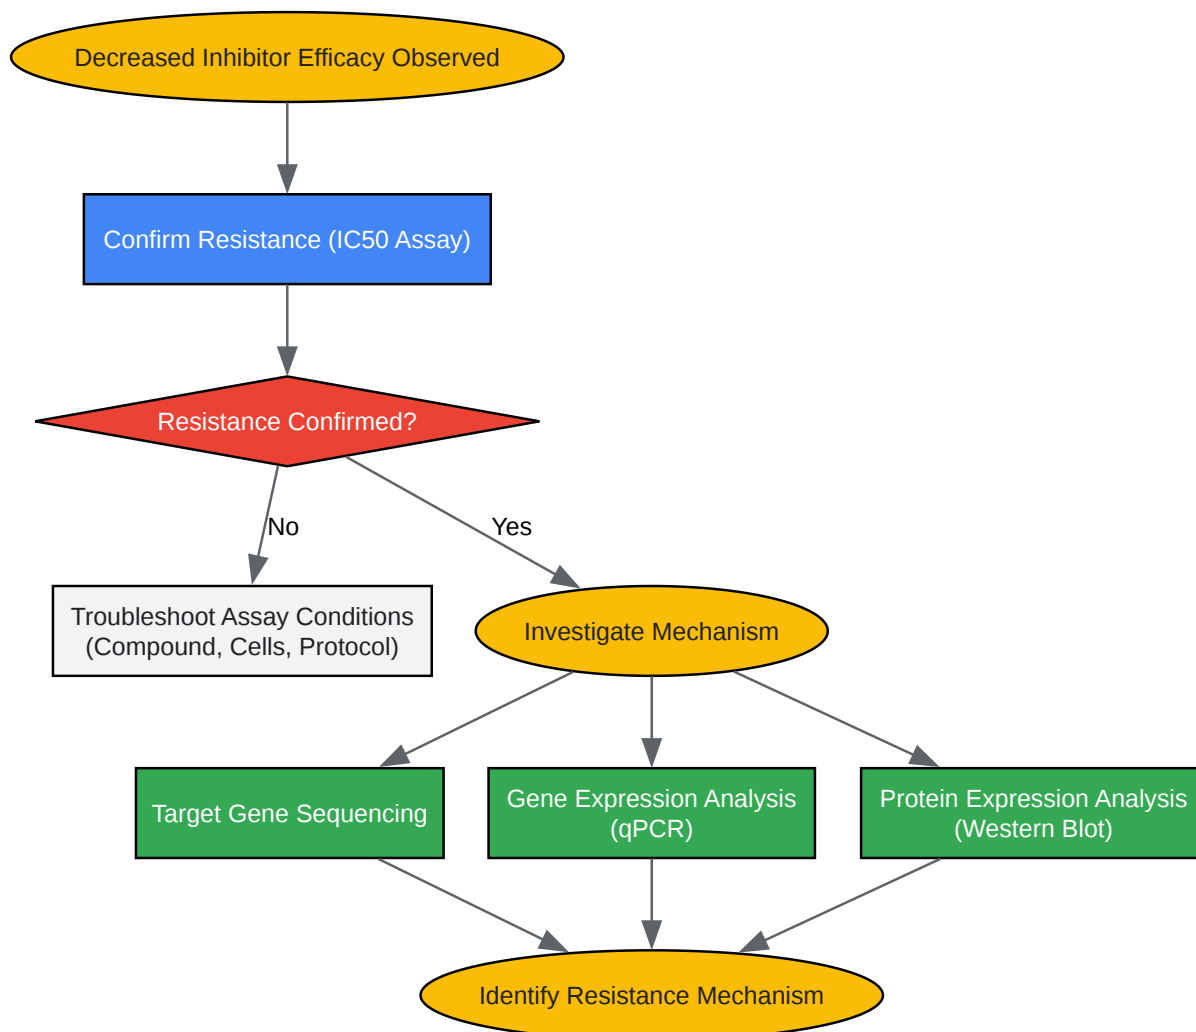 Decreased Inhibitor Efficacy Observed
Confirm Resistance (IC50 Assay)
Resistance Confirmed?
No
Yes
Troubleshoot Assay Conditions
(Compound, Cells, Protocol)
Investigate Mechanism
Target Gene Sequencing
Gene Expression Analysis
(qPCR)
Protein Expression Analysis
(Western Blot)
Identify Resistance Mechanism